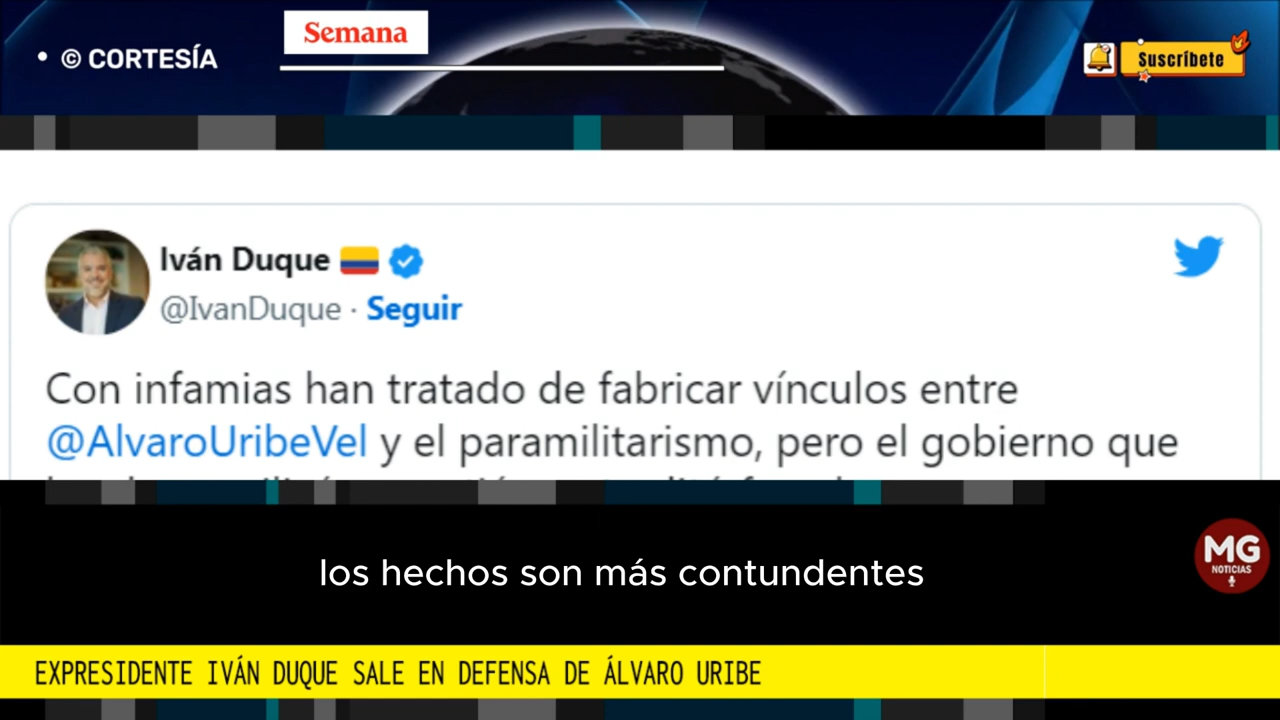 • © CORTESÍA
Semana
Suscríbete
Iván Duque
@IvanDuque · Seguir
Con infamias han tratado de fabricar vínculos entre
@AlvaroUribeVel y el paramilitarismo, pero el gobierno que
los hechos son más contundentes
MG
NOTICIAS
EXPRESIDENTE IVÁN DUQUE SALE EN DEFENSA DE ÁLVARO URIBE